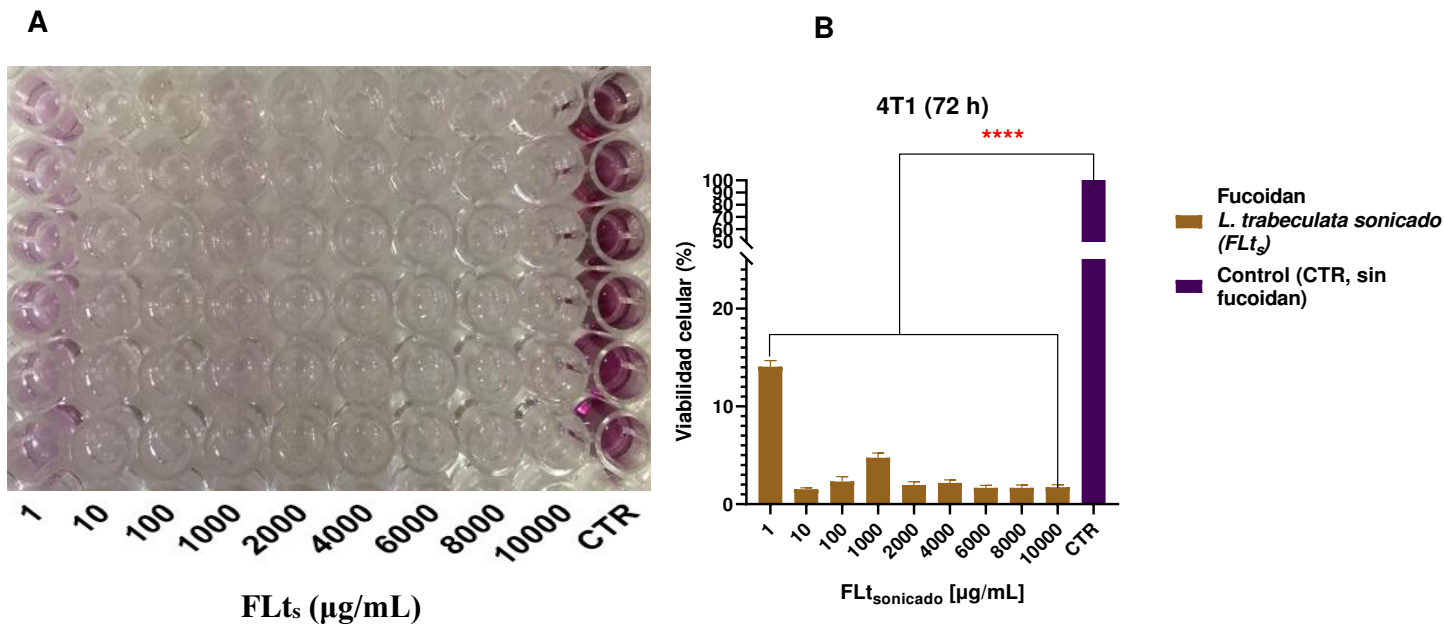 A
1
10
100
1000
2000
4000
6000
8000
10000
CTR
FLtₛ (µg/mL)
B
4T1 (72 h)
****
Viabilidad celular (%)
100
90
80
70
60
50
20
10
0
1
10
100
1000
2000
4000
6000
8000
10000
CTR
FLtsonicado [µg/mL]
Fucoidan
L. trabeculata sonicado
(FLtₛ)
Control (CTR, sin
fucoidan)